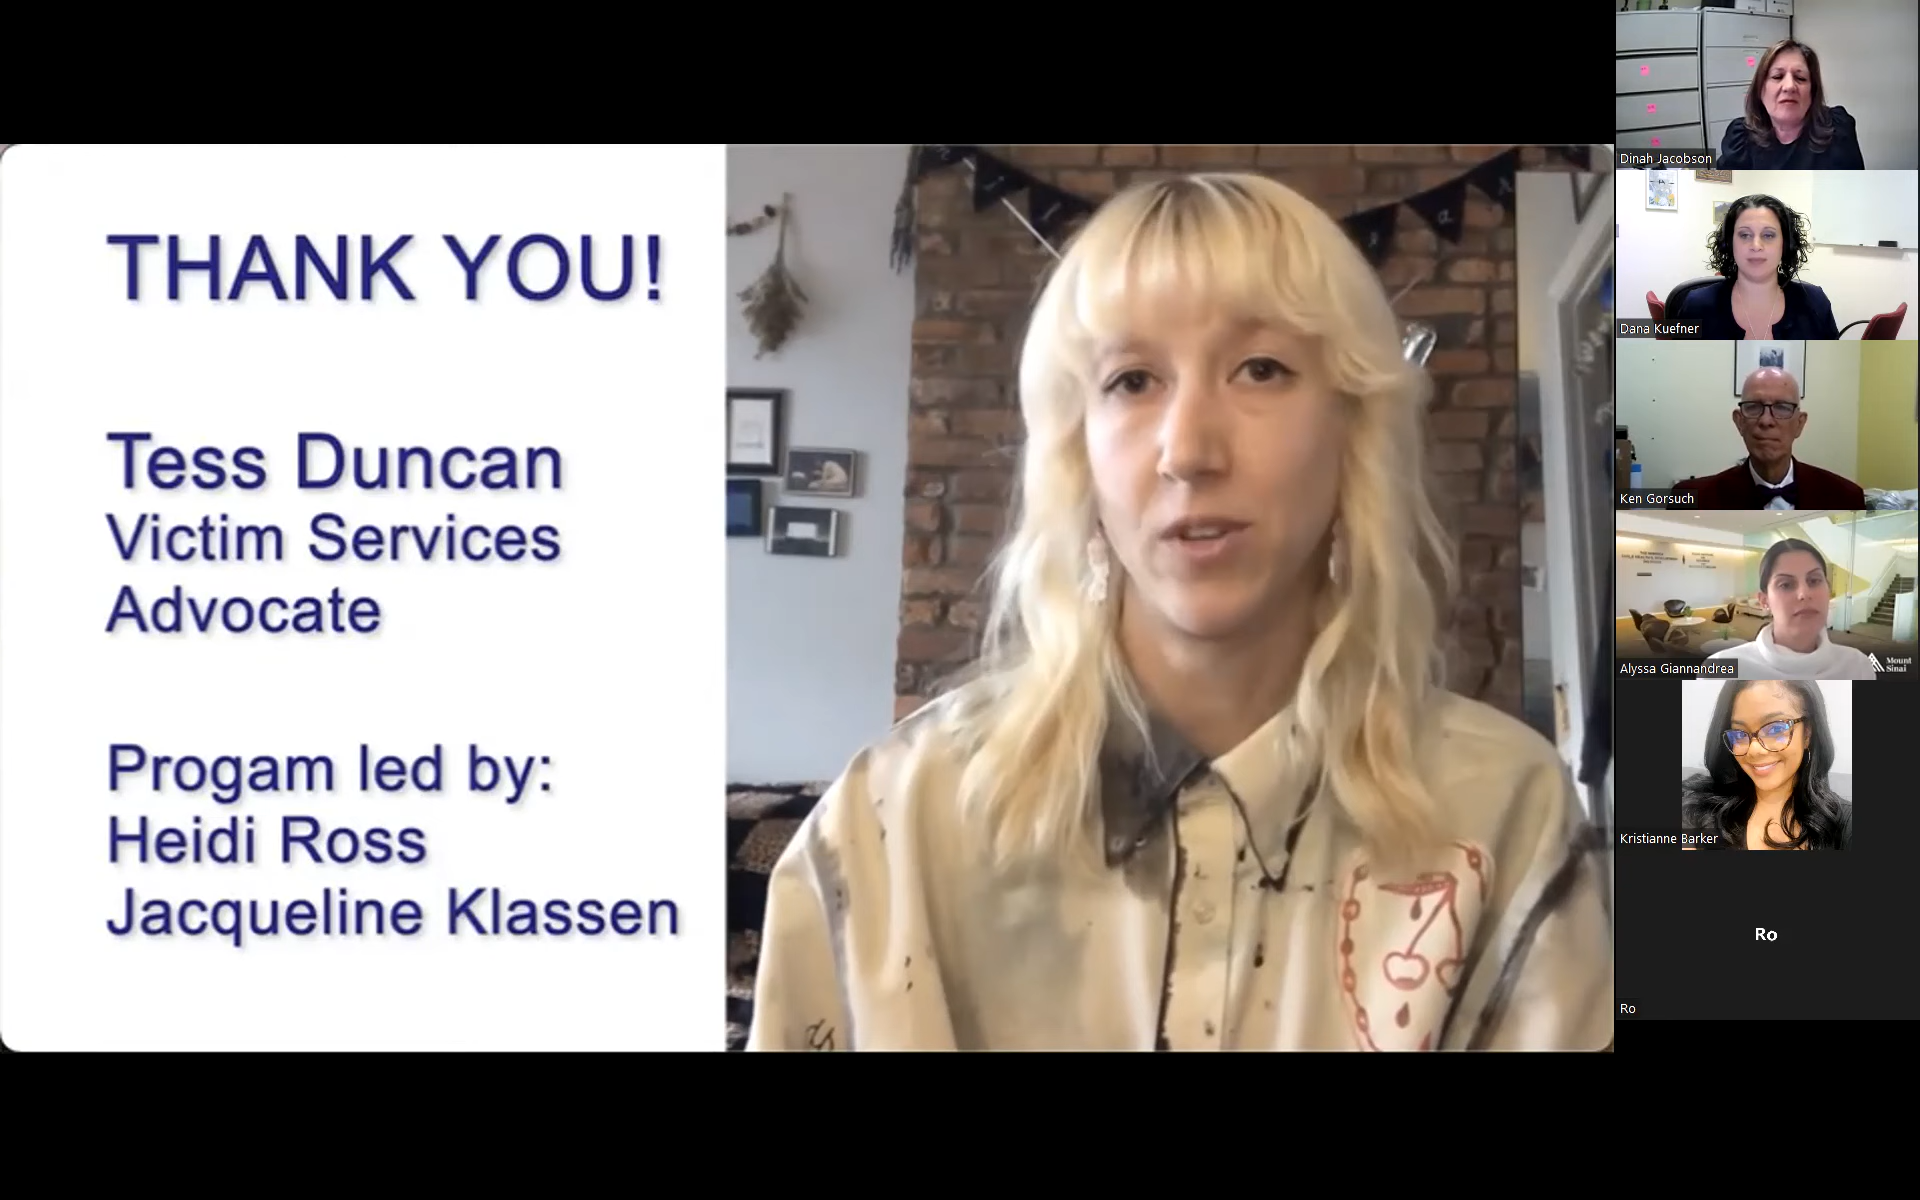 THANK YOU!
Tess Duncan
Victim Services
Advocate
Progam led by:
Heidi Ross
Jacqueline Klassen
Dinah Jacobson
Dana Kuefner
Ken Gorsuch
Alyssa Giannandrea
Mount
Sinai
Kristianne Barker
Ro
Ro